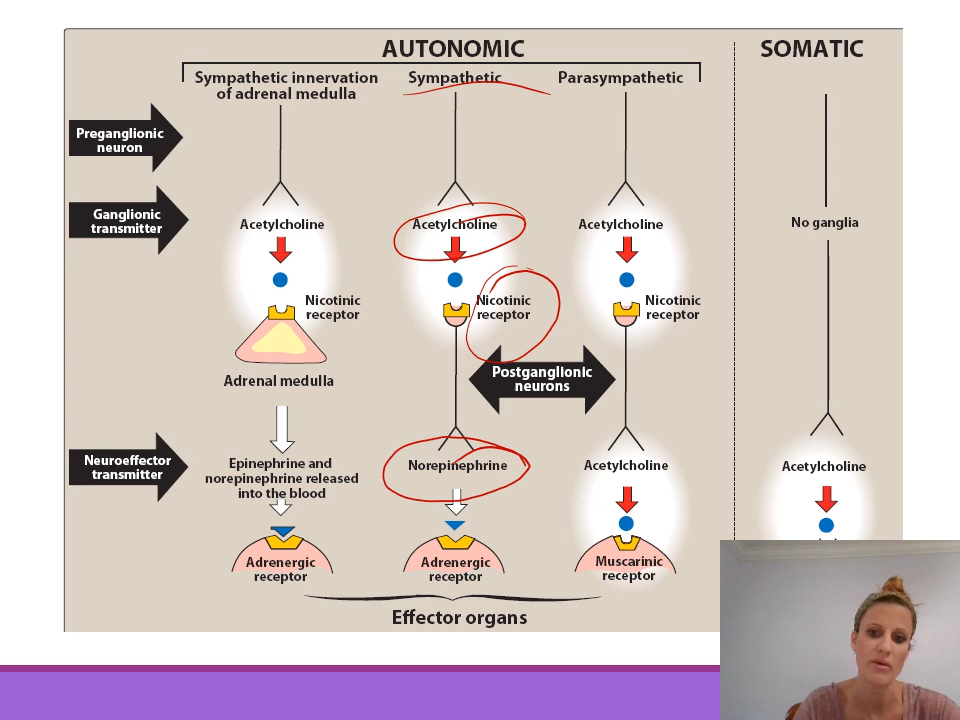 AUTONOMIC
SOMATIC
Sympathetic innervation
of adrenal medulla
Sympathetic
Parasympathetic
Preganglionic
neuron
Ganglionic
transmitter
Acetylcholine
Acetylcholine
Acetylcholine
No ganglia
Nicotinic
receptor
Nicotinic
receptor
Nicotinic
receptor
Adrenal medulla
Postganglionic
neurons
Neuroeffector
transmitter
Epinephrine and
norepinephrine released
into the blood
Norepinephrine
Acetylcholine
Acetylcholine
Adrenergic
receptor
Adrenergic
receptor
Muscarinic
receptor
Effector organs